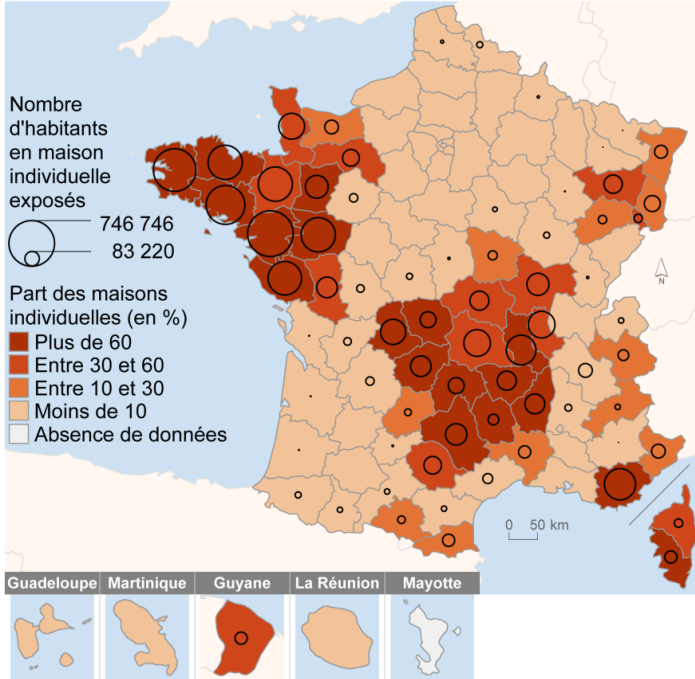 Nombre
d'habitants
en maison
individuelle
exposés
746 746
83 220
Part des maisons
individuelles (en %)
Plus de 60
Entre 30 et 60
Entre 10 et 30
Moins de 10
Absence de données
N
0 50 km
Guadeloupe Martinique Guyane La Réunion Mayotte